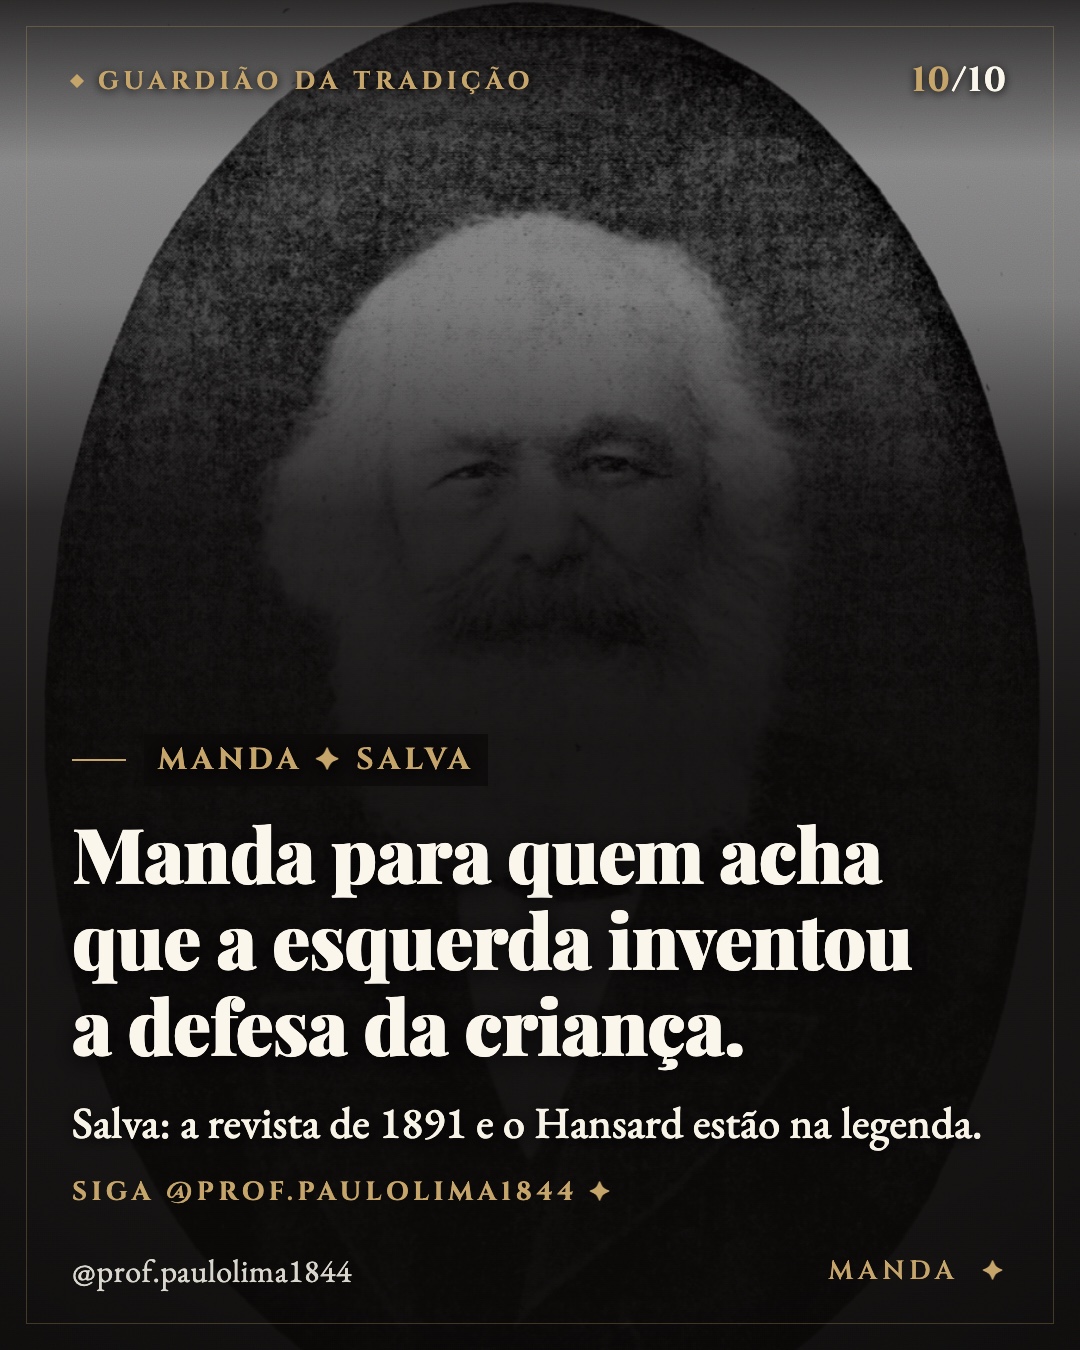 ◆ GUARDIÃO DA TRADIÇÃO
10/10
MANDA ✦ SALVA
Manda para quem acha
que a esquerda inventou
a defesa da criança.
Salva: a revista de 1891 e o Hansard estão na legenda.
SIGA @PROF.PAULOLIMA1844 ✦
@prof.paulolima1844
MANDA ✦